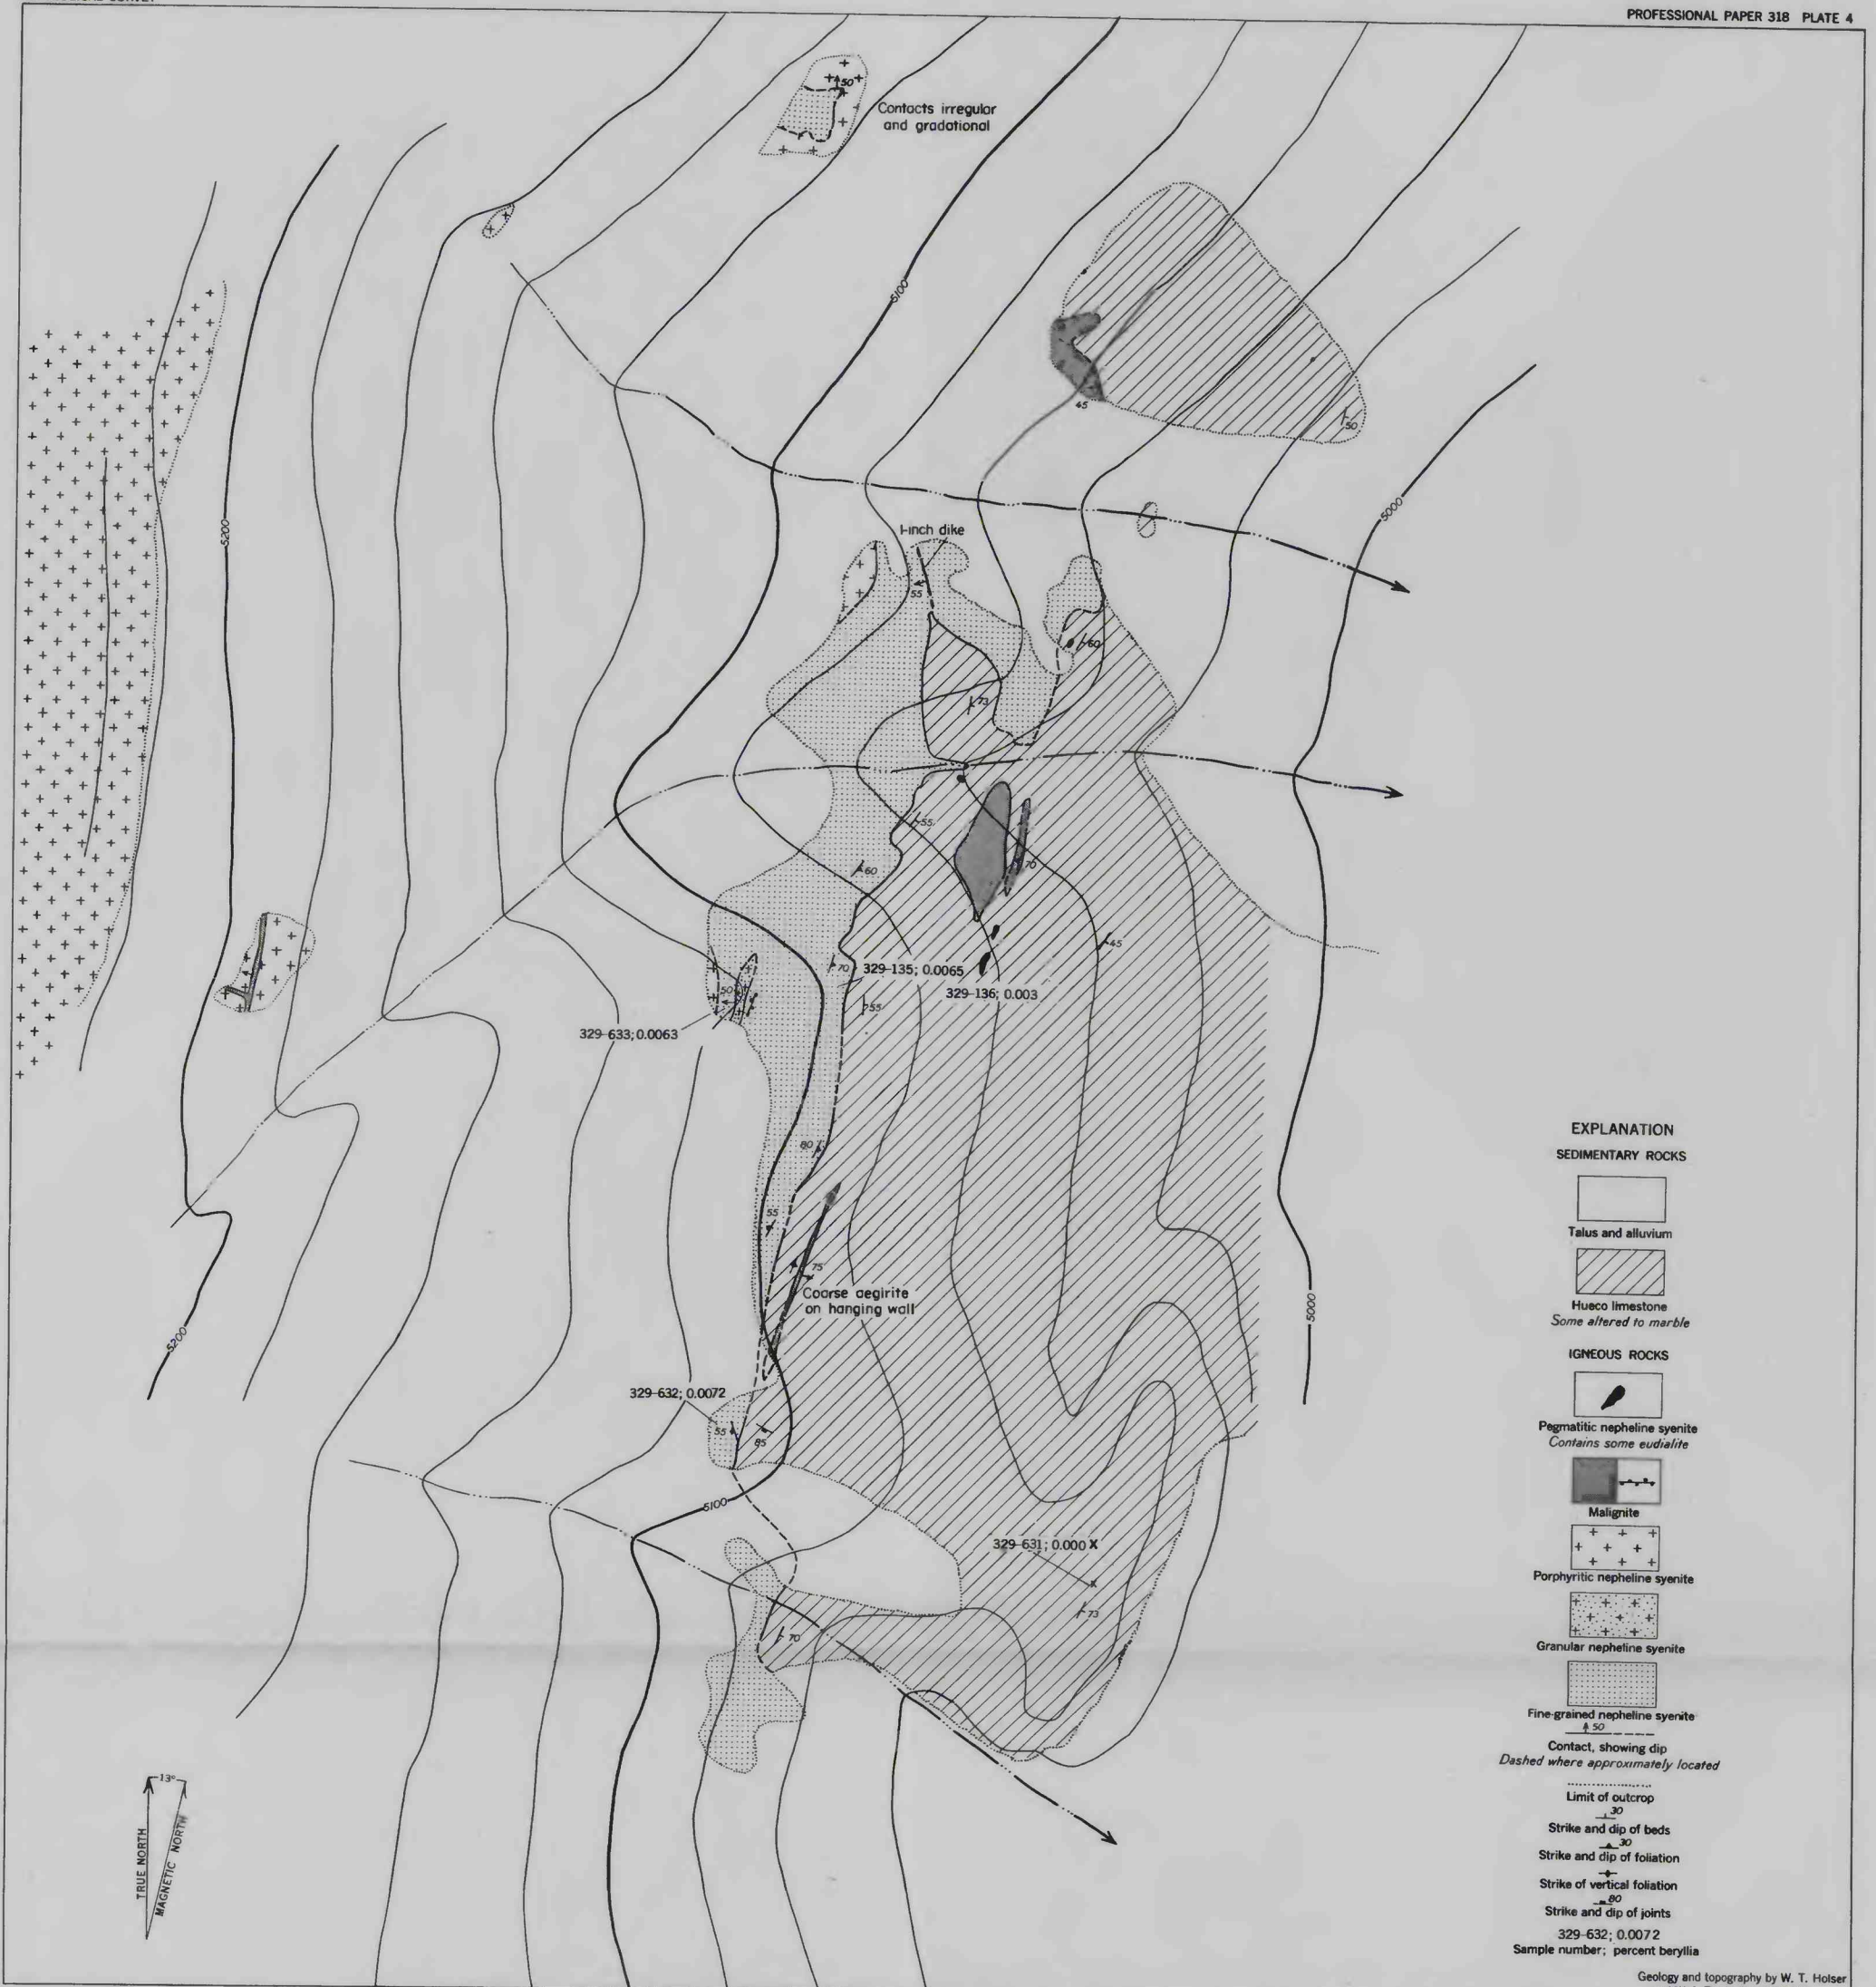 PROFESSIONAL PAPER 318 PLATE 4
50
Contacts irregular
and gradational
5100
45
50
5000
5200
1-inch dike
55
60
73
55
60
70
45
70
329-135; 0.0065
329-136; 0.003
50
55
329-633; 0.0063
80
55
75
Coarse aegirite
on hanging wall
5200
5000
329-632; 0.0072
55
85
5100
329-631; 0.000 X
x
73
70
EXPLANATION
SEDIMENTARY ROCKS
Talus and alluvium
Hueco limestone
Some altered to marble
IGNEOUS ROCKS
Pegmatitic nepheline syenite
Contains some eudialite
Malignite
Porphyritic nepheline syenite
Granular nepheline syenite
Fine-grained nepheline syenite
50
Contact, showing dip
Dashed where approximately located
Limit of outcrop
30
Strike and dip of beds
30
Strike and dip of foliation
Strike of vertical foliation
80
Strike and dip of joints
329-632; 0.0072
Sample number; percent beryllia
13°
TRUE NORTH
MAGNETIC NORTH
Geology and topography by W. T. Holser